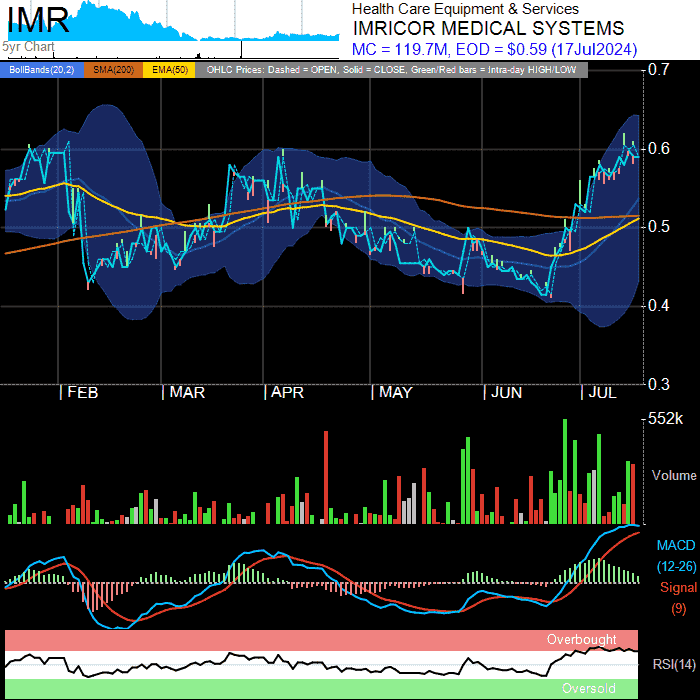 IMR
5yr Chart
Health Care Equipment & Services
IMRICOR MEDICAL SYSTEMS
MC = 119.7M, EOD = $0.59 (17Jul2024)
BollBands(20,2) SMA(200) EMA(50) OHLC Prices: Dashed = OPEN, Solid = CLOSE, Green/Red bars = Intra-day HIGH/LOW
0.7
0.6
0.5
0.4
0.3
FEB MAR APR MAY JUN JUL
552k
Volume
MACD
(12-26)
Signal
(9)
Overbought
RSI(14)
Oversold